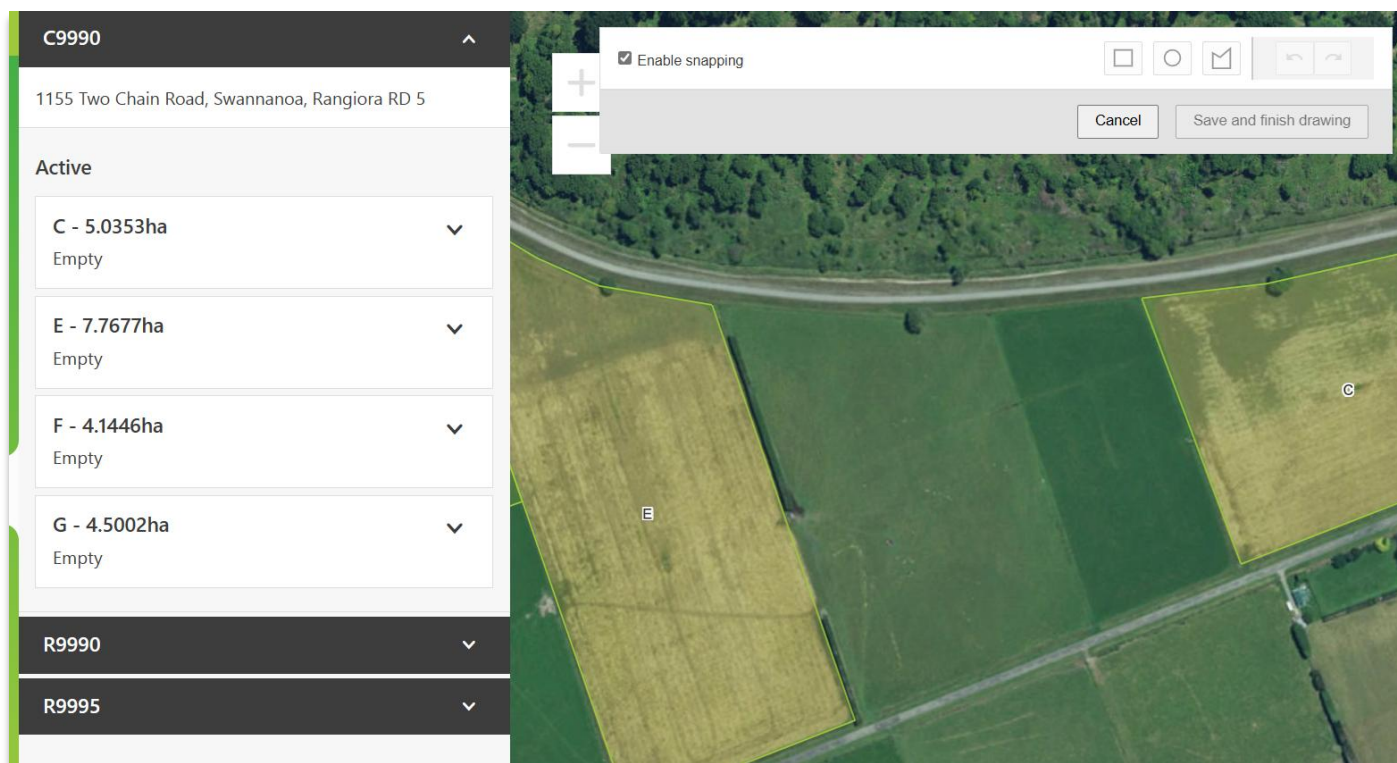 C9990
1155 Two Chain Road, Swannanoa, Rangiora RD 5
Active
C - 5.0353ha
Empty
E - 7.7677ha
Empty
F - 4.1446ha
Empty
G - 4.5002ha
Empty
R9990
R9995
Enable snapping
Cancel
Save and finish drawing
E
C